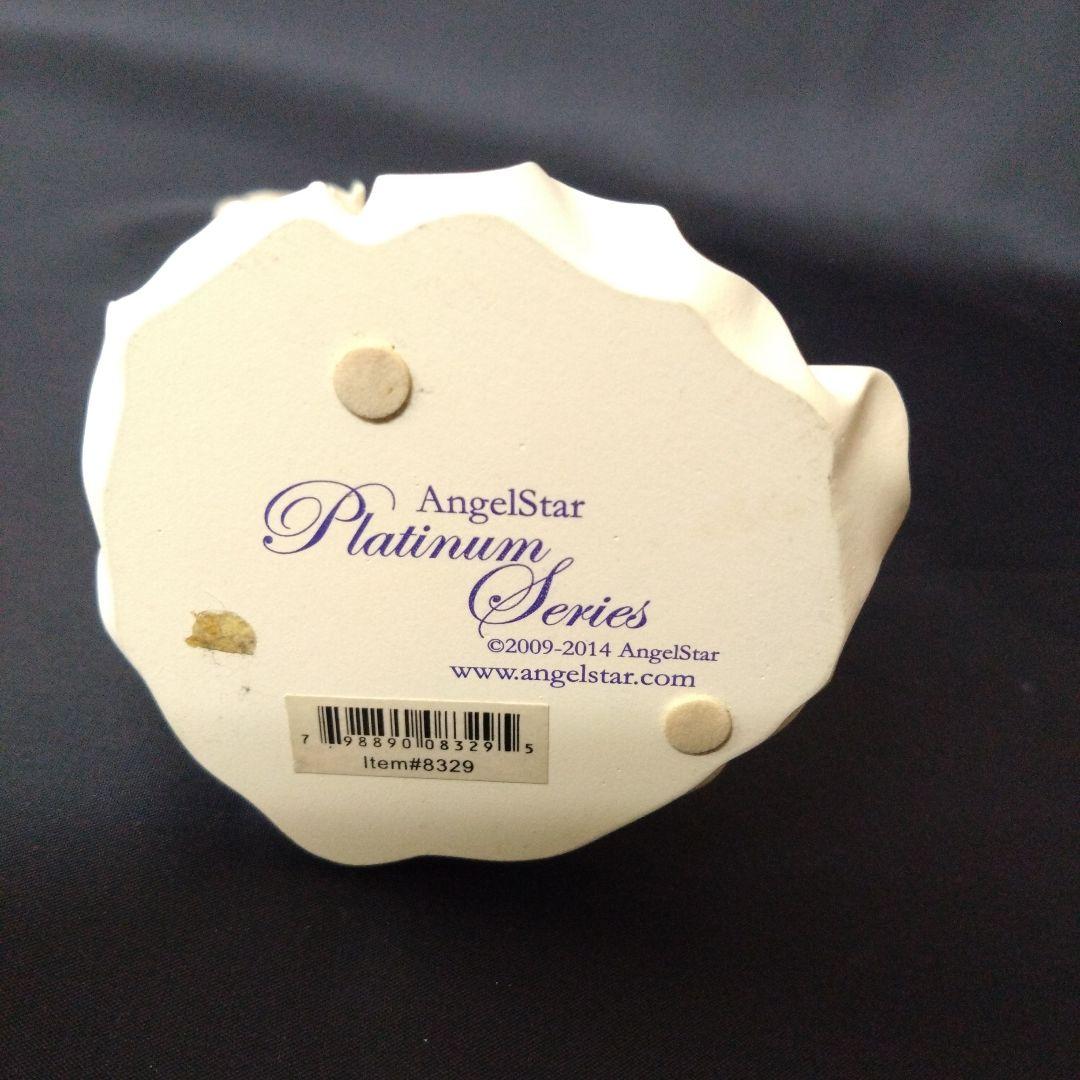 AngelStar
Platinum
Series
©2009-2014 AngelStar
www.angelstar.com
7 98890 08329 5
Item#8329